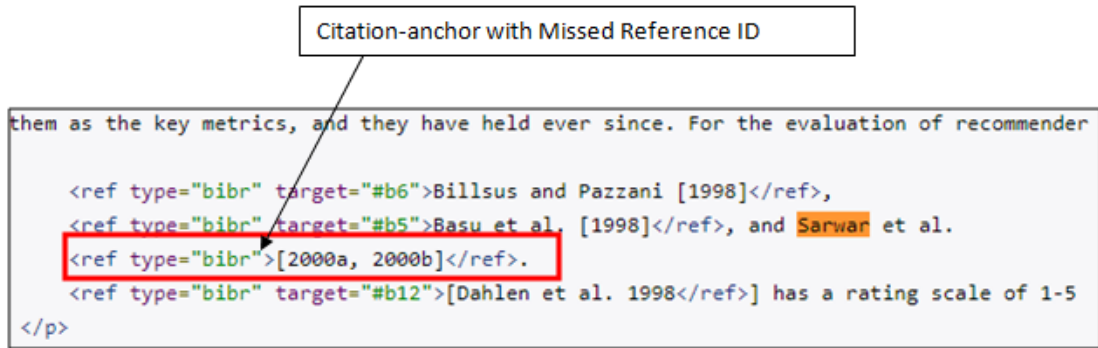 Citation-anchor with Missed Reference ID
them as the key metrics, and they have held ever since. For the evaluation of recommender
<ref type="bibr" target="#b6">Billsus and Pazzani [1998]</ref>,
<ref type="bibr" target="#b5">Basu et al. [1998]</ref>, and Sarwar et al.
<ref type="bibr">[2000a, 2000b]</ref>.
<ref type="bibr" target="#b12">[Dahlen et al. 1998</ref>] has a rating scale of 1-5
</p>